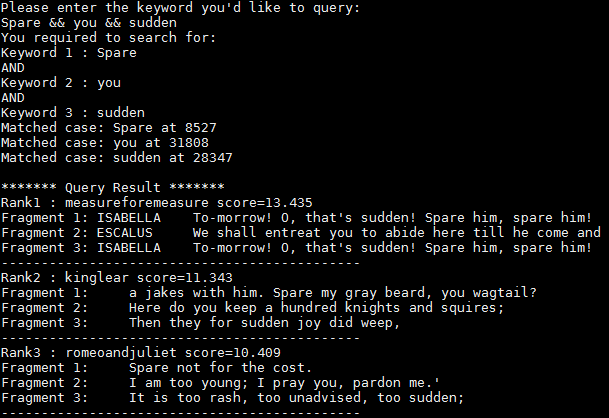 Please enter the keyword you'd like to query:
Spare && you && sudden
You required to search for:
Keyword 1 : Spare
AND
Keyword 2 : you
AND
Keyword 3 : sudden
Matched case: Spare at 8527
Matched case: you at 31808
Matched case: sudden at 28347

******* Query Result *******
Rank1 : measureforemeasure score=13.435
Fragment 1: ISABELLA    To-morrow! O, that's sudden! Spare him, spare him!
Fragment 2: ESCALUS     We shall entreat you to abide here till he come and
Fragment 3: ISABELLA    To-morrow! O, that's sudden! Spare him, spare him!
---------------------------------------------
Rank2 : kinglear score=11.343
Fragment 1:     a jakes with him. Spare my gray beard, you wagtail?
Fragment 2:     Here do you keep a hundred knights and squires;
Fragment 3:     Then they for sudden joy did weep,
---------------------------------------------
Rank3 : romeoandjuliet score=10.409
Fragment 1:     Spare not for the cost.
Fragment 2:     I am too young; I pray you, pardon me.'
Fragment 3:     It is too rash, too unadvised, too sudden;
---------------------------------------------